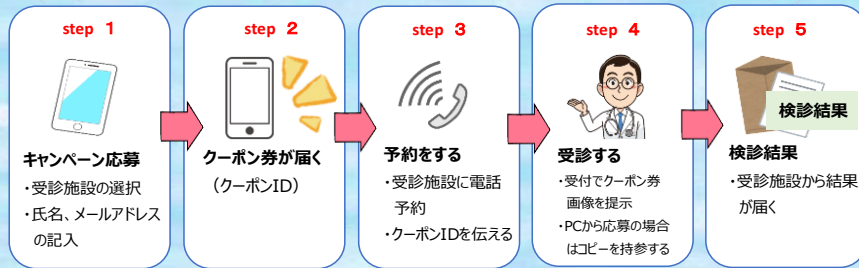 step 1
キャンペーン応募
・受診施設の選択
・氏名、メールアドレス
の記入
step 2
クーポン券が届く
（クーポンID）
step 3
予約をする
・受診施設に電話
予約
・クーポンIDを伝える
step 4
受診する
・受付でクーポン券
画像を提示
・PCから応募の場合
はコピーを持参する
step 5
検診結果
検診結果
・受診施設から結果
が届く